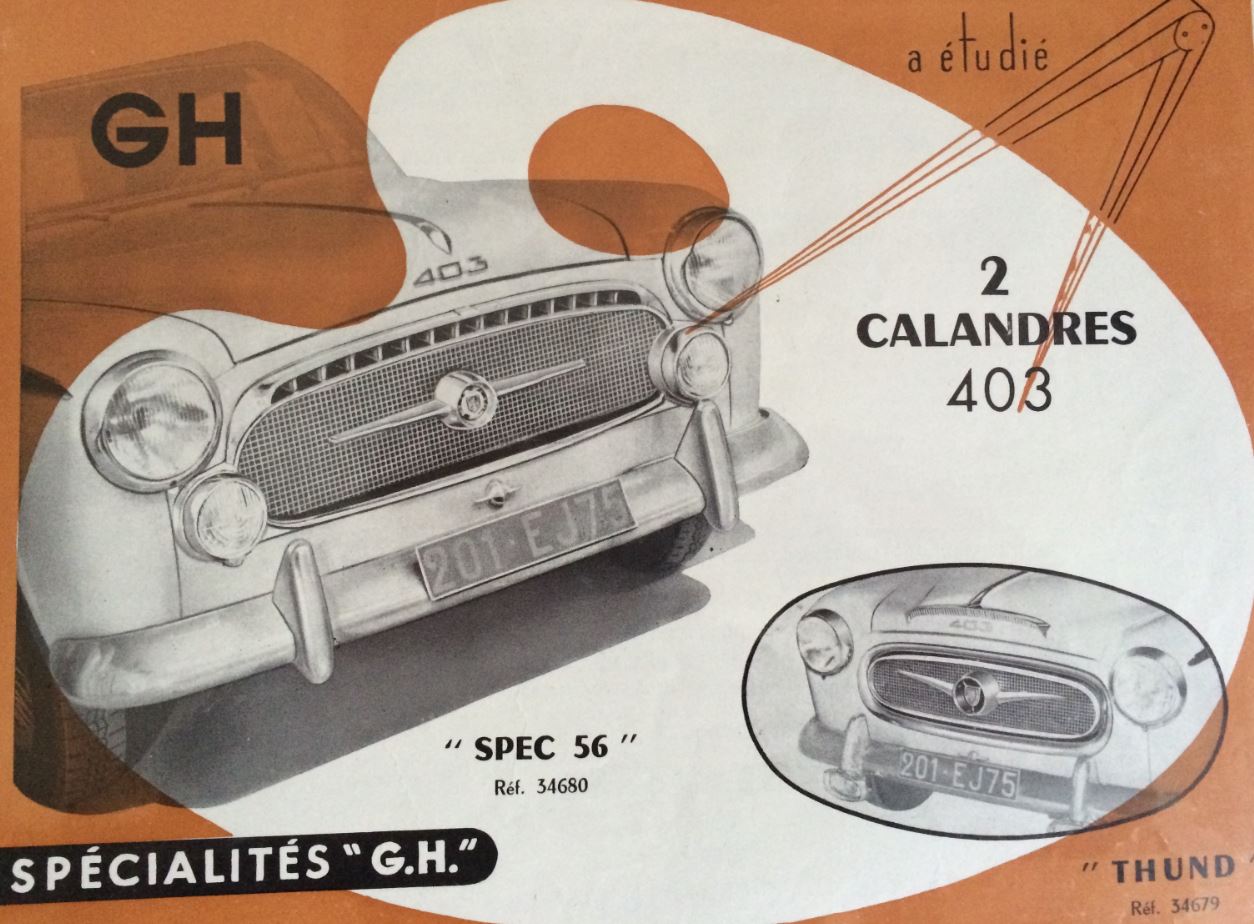 GH
a étudié
403
2
CALANDRES
403
201·EJ75
403
201·EJ75
" SPEC 56 "
Réf. 34680
SPÉCIALITÉS "G.H."
" THUND "
Réf. 34679